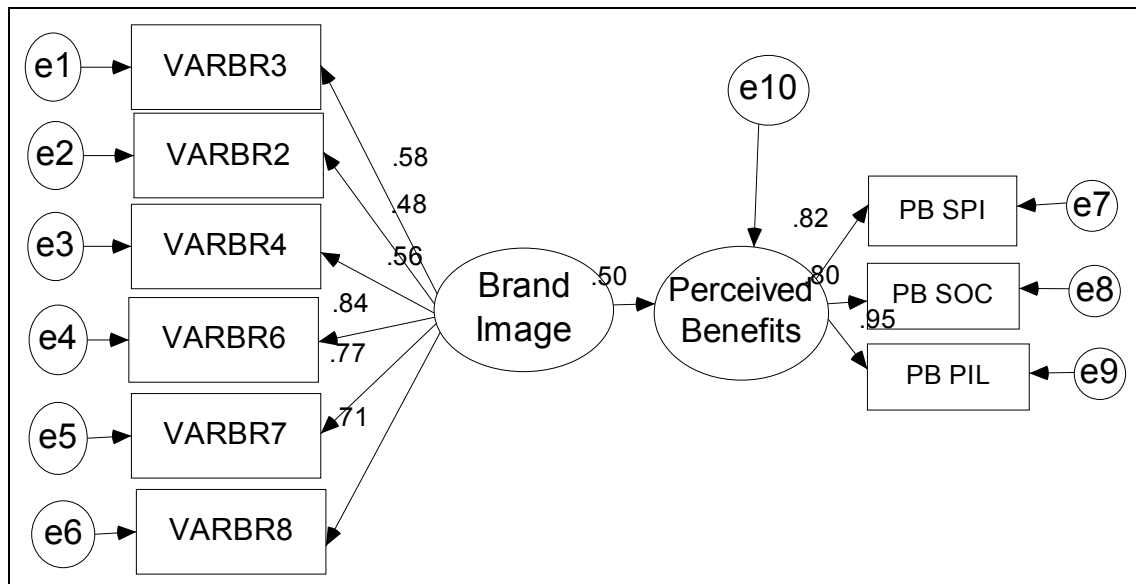 e1
VARBR3
e2
VARBR2
e3
VARBR4
e4
VARBR6
e5
VARBR7
e6
VARBR8
.58
.48
.56
.84
.77
.71
Brand
Image
.50
e10
Perceived
Benefits
.82
.80
.95
PB SPI
e7
PB SOC
e8
PB PIL
e9